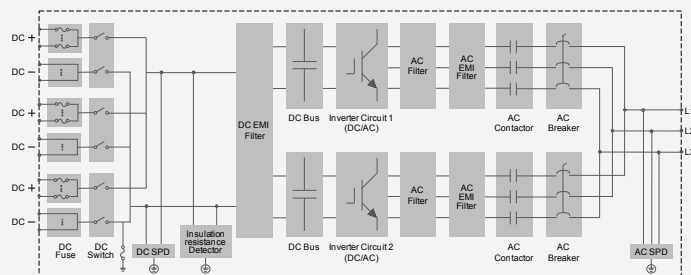 DC +
DC −
DC +
DC −
DC +
DC −
DC
Fuse
DC
Switch
DC SPD
Insulation
resistance
Detector
DC EMI
Filter
DC Bus
Inverter Circuit 1
(DC/AC)
AC
Filter
AC
EMI
Filter
AC
Contactor
AC
Breaker
DC Bus
Inverter Circuit 2
(DC/AC)
AC
Filter
AC
EMI
Filter
AC
Contactor
AC
Breaker
L1
L2
AC SPD